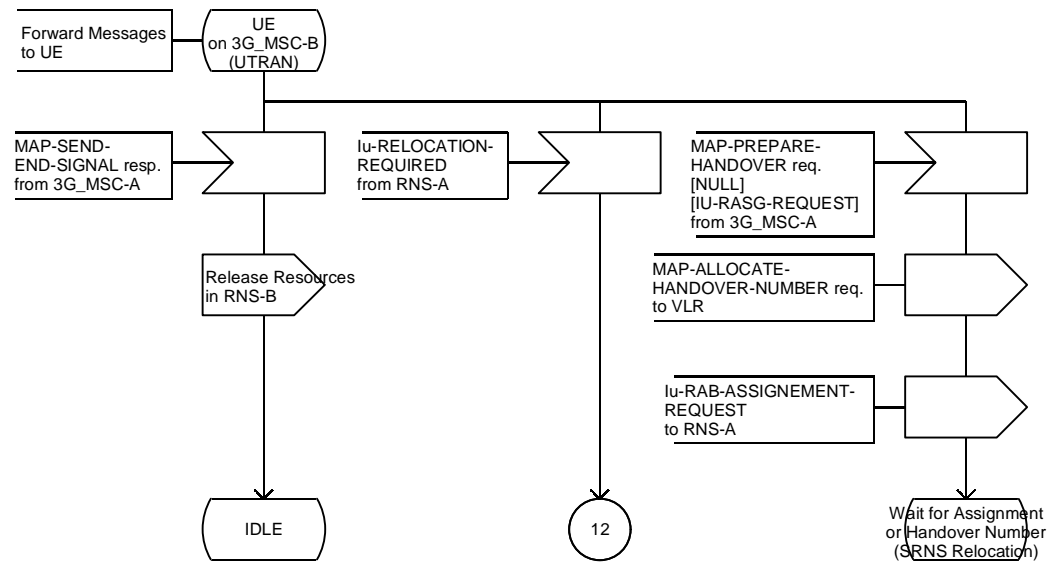 Forward Messages
to UE
UE
on 3G_MSC-B
(UTRAN)
MAP-SEND-
END-SIGNAL resp.
from 3G_MSC-A
Iu-RELOCATION-
REQUIRED
from RNS-A
MAP-PREPARE-
HANDOVER req.
[NULL]
[IU-RASG-REQUEST]
from 3G_MSC-A
Release Resources
in RNS-B
MAP-ALLOCATE-
HANDOVER-NUMBER req.
to VLR
Iu-RAB-ASSIGNEMENT-
REQUEST
to RNS-A
IDLE
12
Wait for Assignment
or Handover Number
(SRNS Relocation)